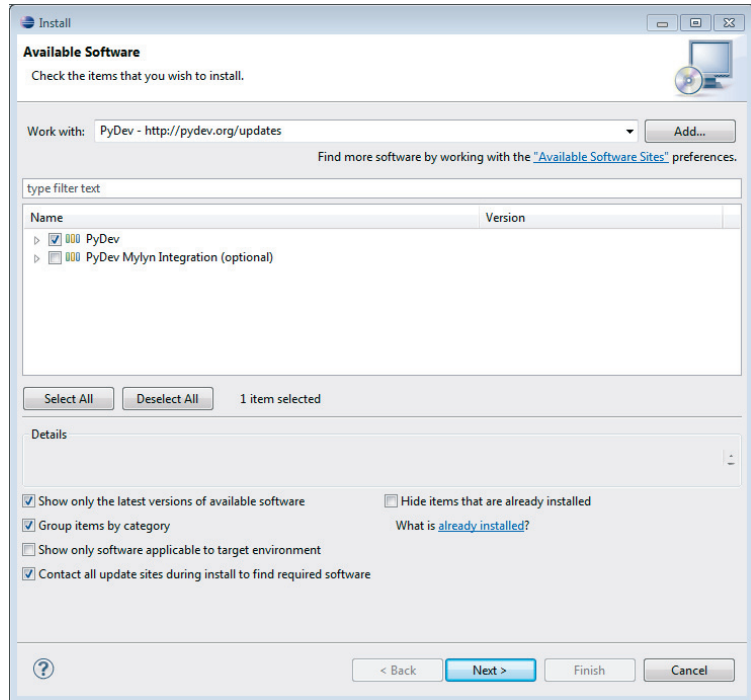 Install
Available Software
Check the items that you wish to install.
Work with: PyDev - http://pydev.org/updates Add...
Find more software by working with the "Available Software Sites" preferences.
type filter text
Name Version
PyDev
PyDev Mylyn Integration (optional)
Select All Deselect All 1 item selected
Details
Show only the latest versions of available software Hide items that are already installed
Group items by category What is already installed?
Show only software applicable to target environment
Contact all update sites during install to find required software
? < Back Next > Finish Cancel